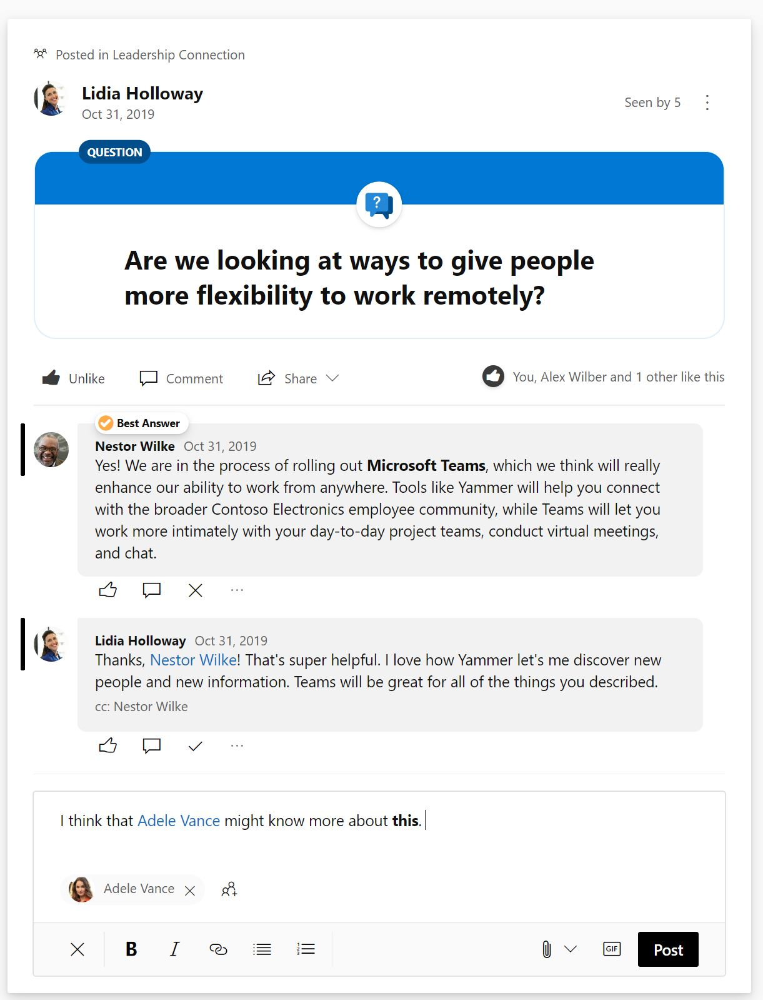 Posted in Leadership Connection
Lidia Holloway
Oct 31, 2019
Seen by 5
QUESTION
?
Are we looking at ways to give people
more flexibility to work remotely?
Unlike
Comment
Share
You, Alex Wilber and 1 other like this
Best Answer
Nestor Wilke Oct 31, 2019
Yes! We are in the process of rolling out Microsoft Teams, which we think will really
enhance our ability to work from anywhere. Tools like Yammer will help you connect
with the broader Contoso Electronics employee community, while Teams will let you
work more intimately with your day-to-day project teams, conduct virtual meetings,
and chat.
Lidia Holloway Oct 31, 2019
Thanks, Nestor Wilke! That's super helpful. I love how Yammer let's me discover new
people and new information. Teams will be great for all of the things you described.
cc: Nestor Wilke
I think that Adele Vance might know more about this.
Adele Vance
B I
1
2
3
GIF
Post